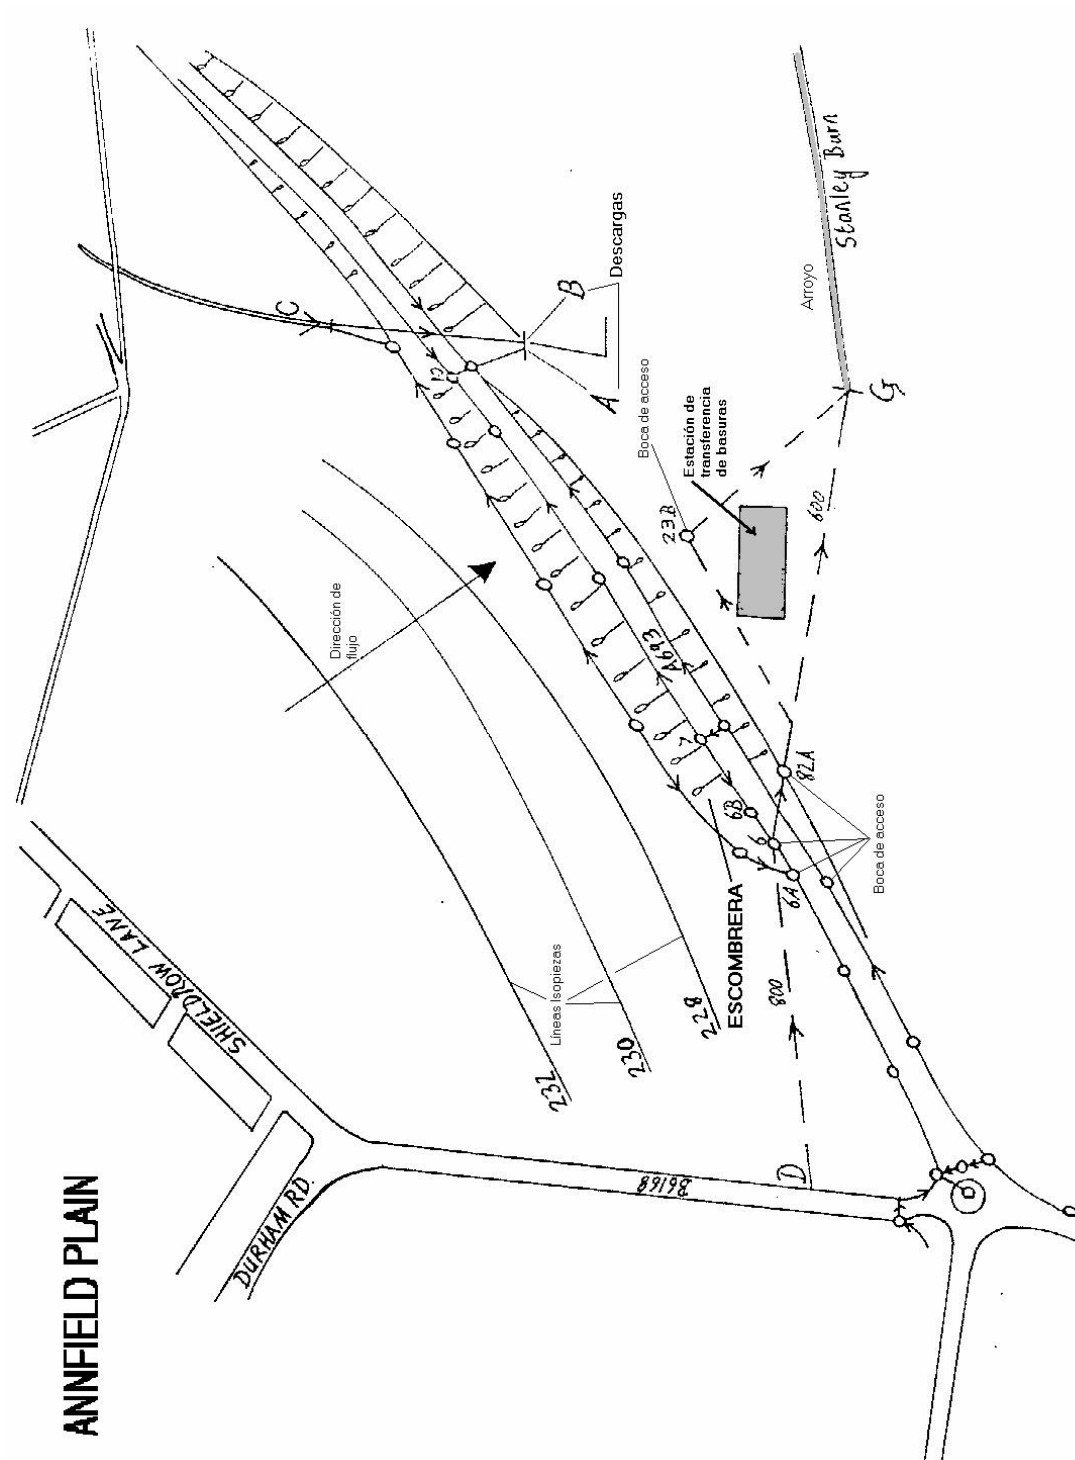 ANNFIELD PLAIN
SHIELDROW LANE
DURHAM RD.
B6168
232
230
228
Líneas Isopiezas
Dirección de
flujo
ESCOMBRERA
C
A
B
Descargas
Boca de acceso
23B
Estación de
transferencia
de basuras
Arroyo
Stanley Burn
G
600
A693
7
6B
6
6A
82A
Boca de acceso
800
D